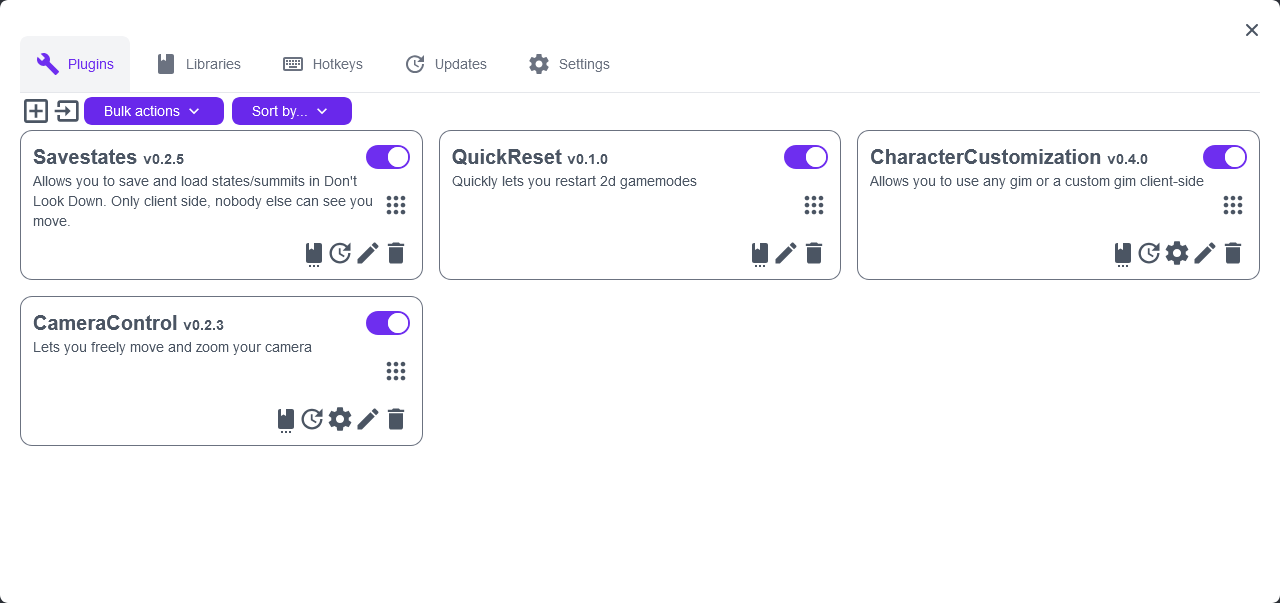 Plugins
Libraries
Hotkeys
Updates
Settings
Bulk actions
Sort by...
Savestates v0.2.5
Allows you to save and load states/summits in Don't
Look Down. Only client side, nobody else can see you
move.
QuickReset v0.1.0
Quickly lets you restart 2d gamemodes
CharacterCustomization v0.4.0
Allows you to use any gim or a custom gim client-side
CameraControl v0.2.3
Lets you freely move and zoom your camera